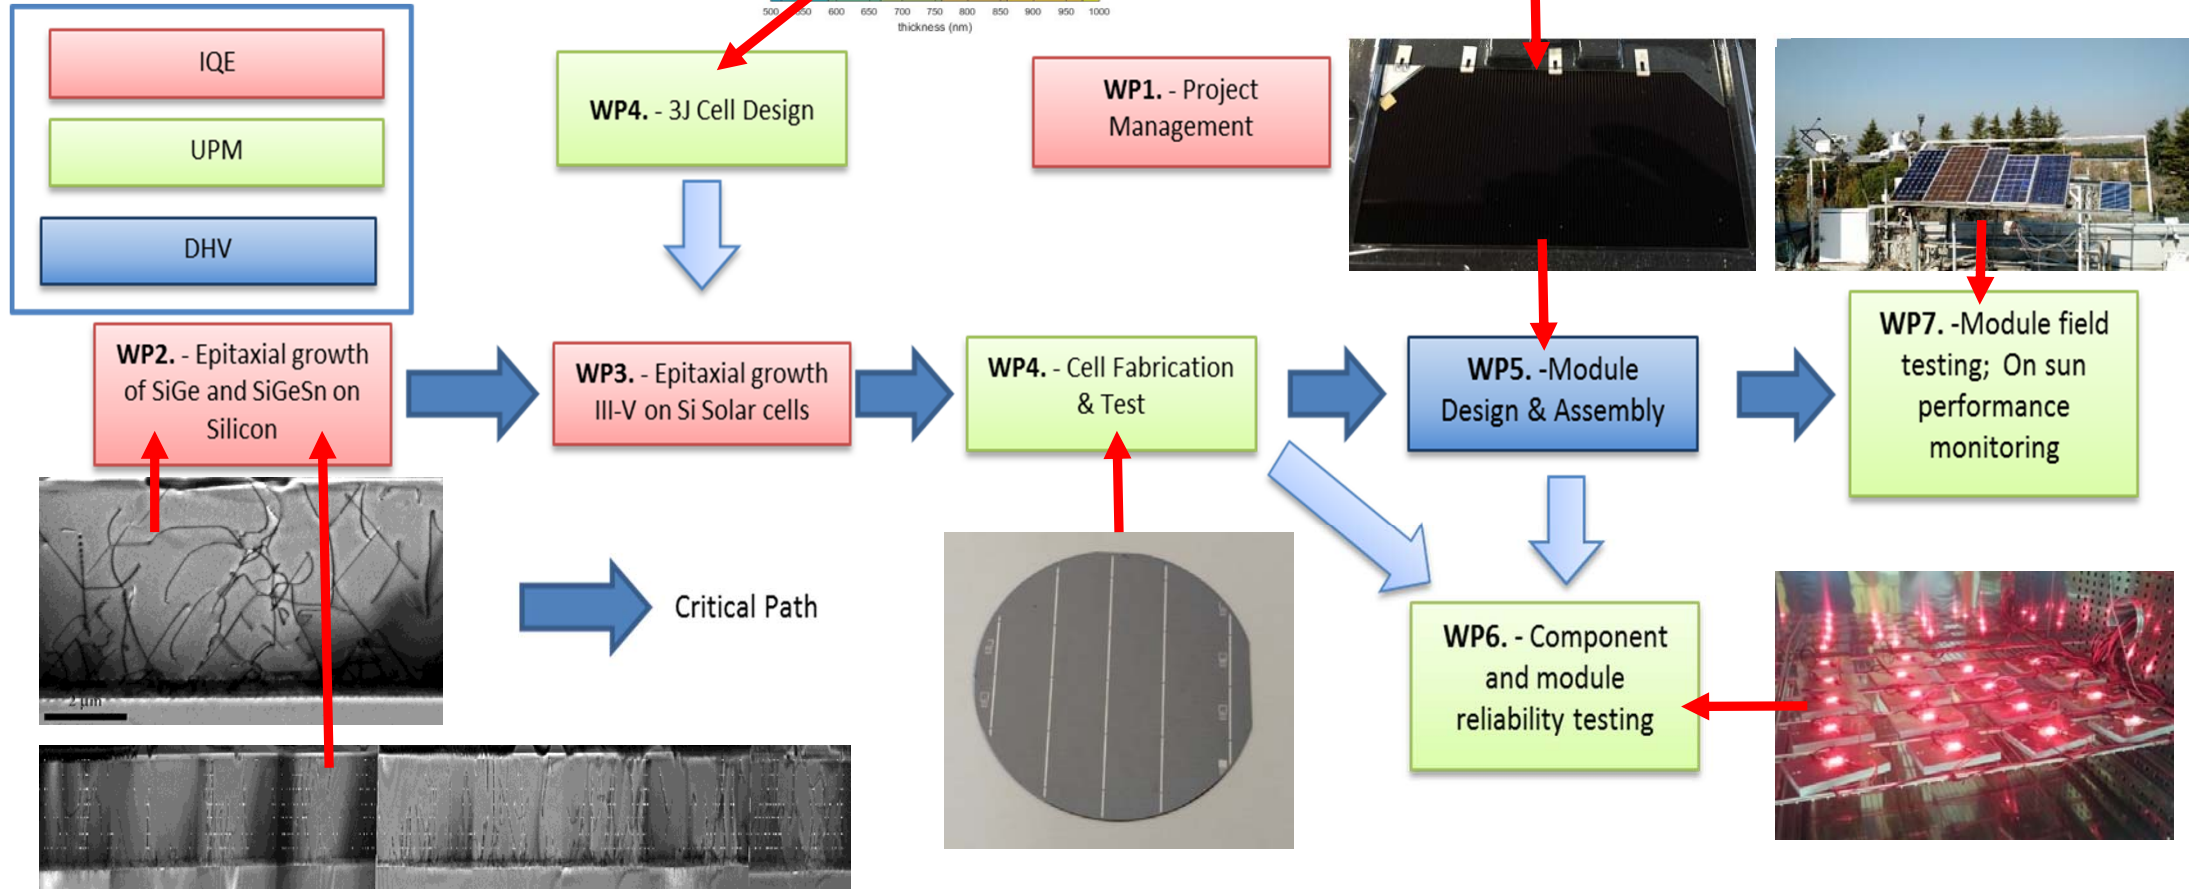 500 550 600 650 700 750 800 850 900 950 1000
thickness (nm)
IQE
UPM
DHV
WP4. - 3J Cell Design
WP1. - Project
Management
WP2. - Epitaxial growth
of SiGe and SiGeSn on
Silicon
WP3. - Epitaxial growth
III-V on Si Solar cells
WP4. - Cell Fabrication
& Test
WP5. -Module
Design & Assembly
WP7. -Module field
testing; On sun
performance
monitoring
Critical Path
WP6. - Component
and module
reliability testing
2 μm